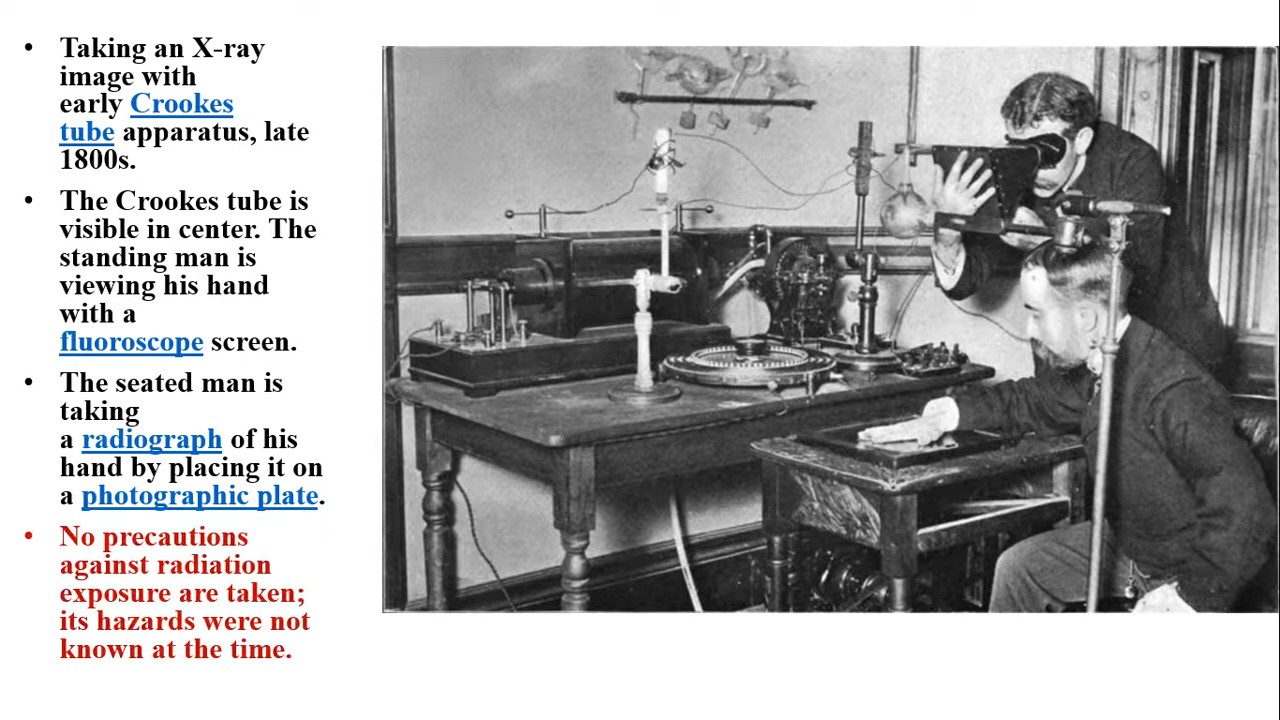 • Taking an X-ray
image with
early Crookes
tube apparatus, late
1800s.
• The Crookes tube is
visible in center. The
standing man is
viewing his hand
with a
fluoroscope screen.
• The seated man is
taking
a radiograph of his
hand by placing it on
a photographic plate.
• No precautions
against radiation
exposure are taken;
its hazards were not
known at the time.